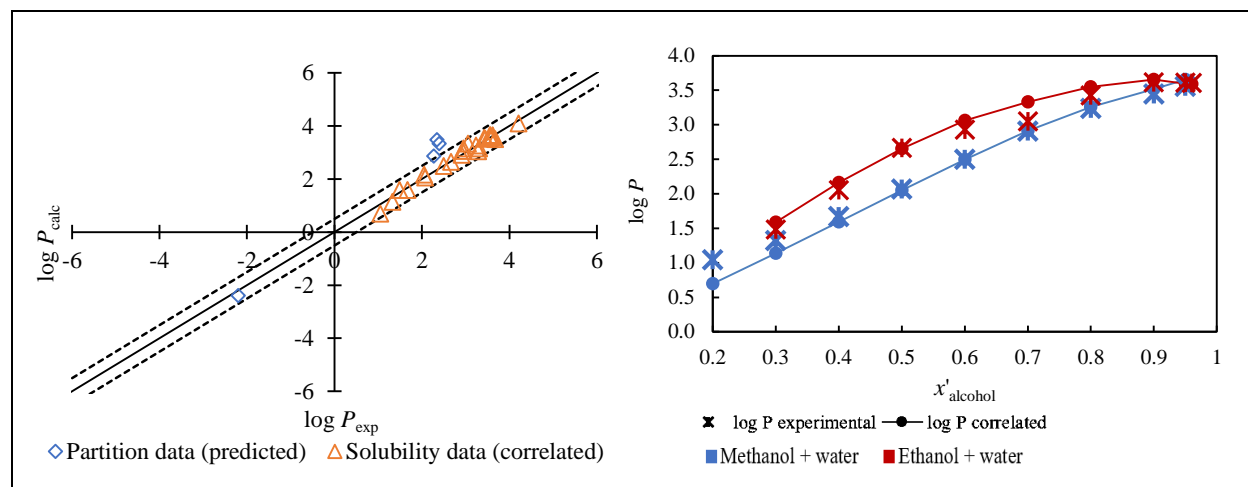 6
4
2
0
-2
-4
-6
-6 -4 -2 0 2 4 6
log P calc
log P exp
Partition data (predicted) Solubility data (correlated)
4.0
3.5
3.0
2.5
2.0
1.5
1.0
0.5
0.0
log P
0.2 0.3 0.4 0.5 0.6 0.7 0.8 0.9 1
x'alcohol
log P experimental log P correlated
Methanol + water Ethanol + water